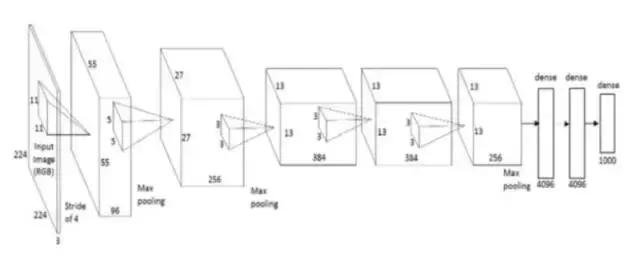 224
224
3
11
11
Input
Image
(RGB)
Stride
of 4
55
55
96
5
5
Max
pooling
27
27
256
3
3
Max
pooling
13
13
384
3
3
13
13
384
3
3
13
13
256
Max
pooling
dense
4096
dense
4096
dense
1000